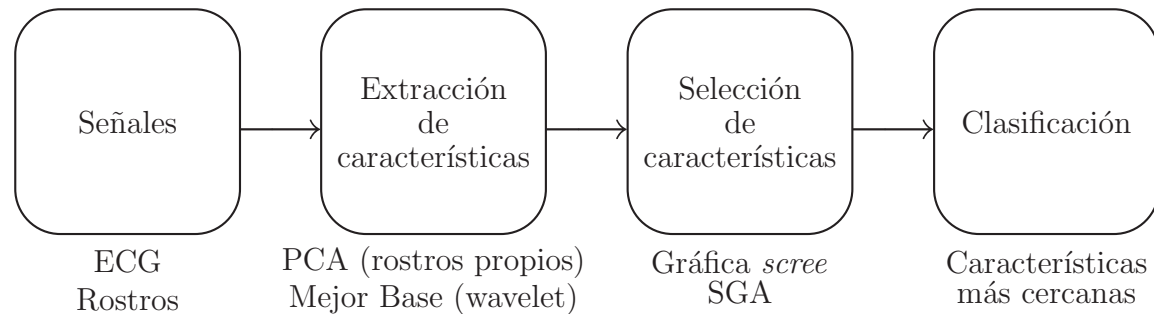 Señales
Extracción
de
características
Selección
de
características
Clasificación
ECG
Rostros
PCA (rostros propios)
Mejor Base (wavelet)
Gráfica scree
SGA
Características
más cercanas